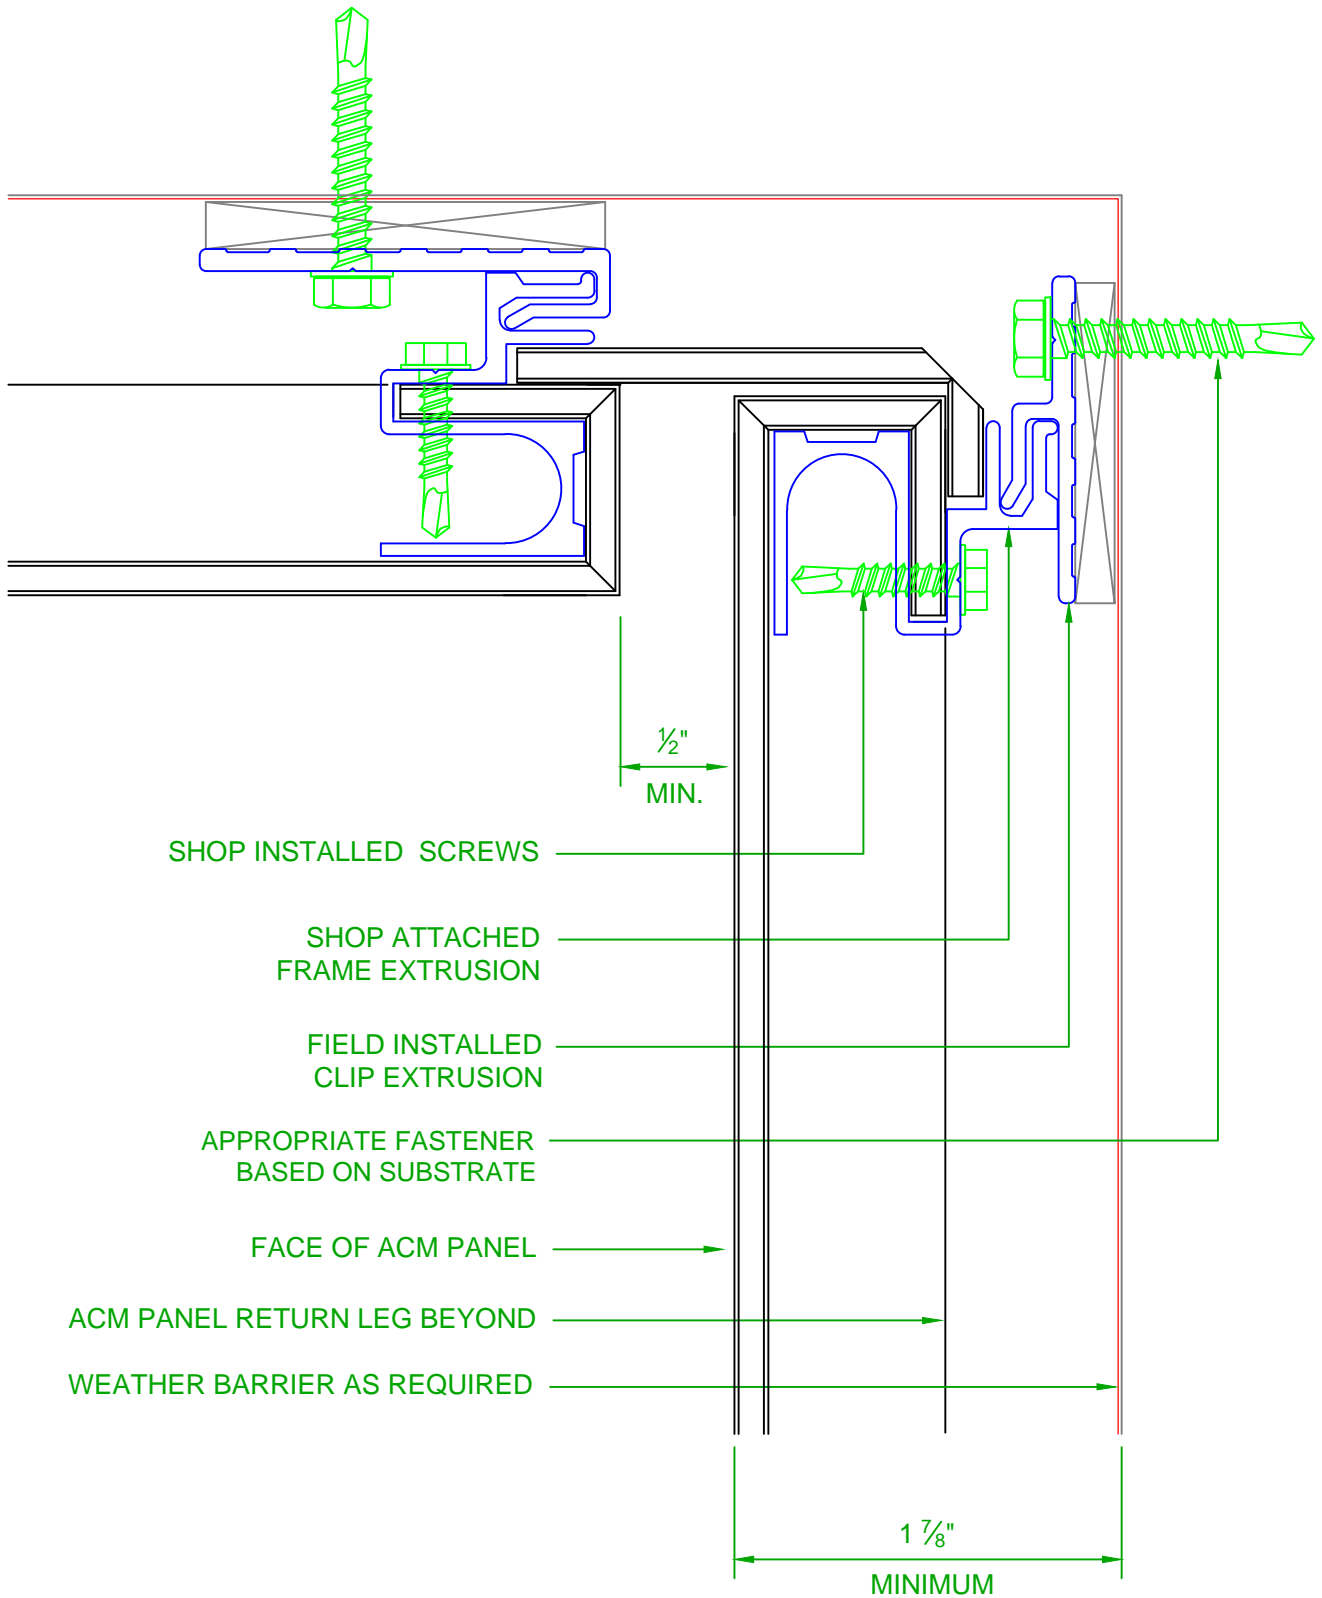 ½"
MIN.
SHOP INSTALLED SCREWS
SHOP ATTACHED
FRAME EXTRUSION
FIELD INSTALLED
CLIP EXTRUSION
APPROPRIATE FASTENER
BASED ON SUBSTRATE
FACE OF ACM PANEL
ACM PANEL RETURN LEG BEYOND
WEATHER BARRIER AS REQUIRED
1 ⅞"
MINIMUM